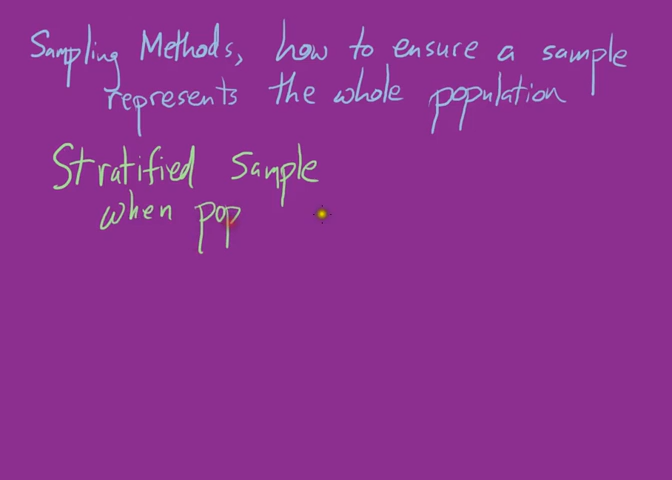 Sampling Methods, how to ensure a sample
represents the whole population
Stratified Sample
when pop